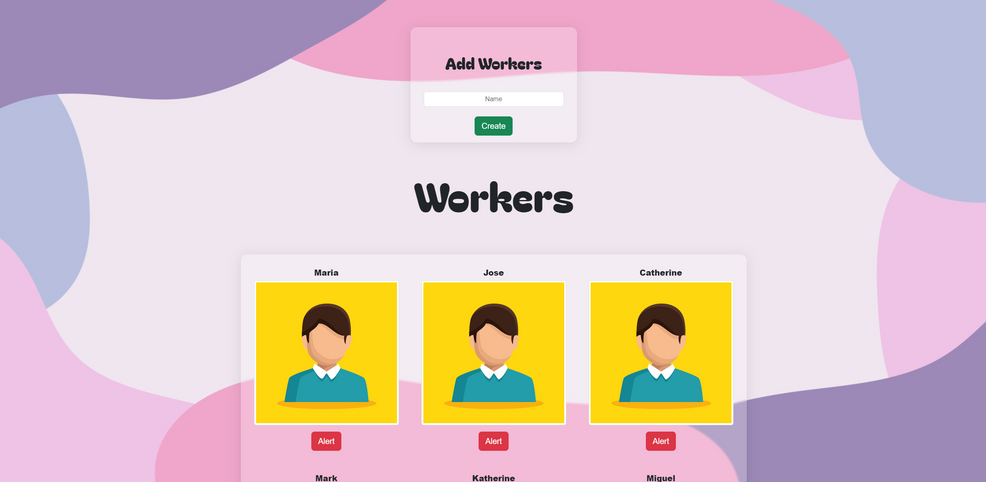 Add Workers
Name
Create
Workers
Maria Jose Catherine
Alert Alert Alert
Mark Katherine Miguel